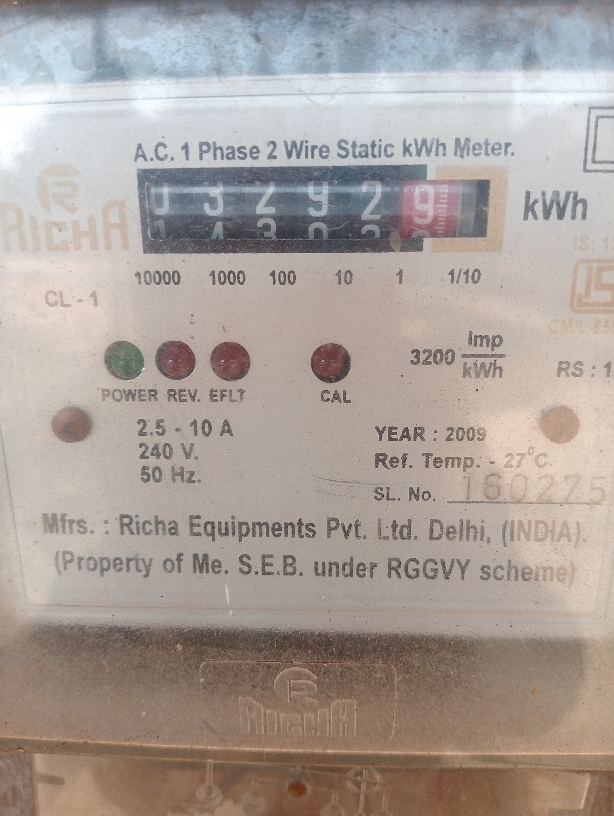 A.C. 1 Phase 2 Wire Static kWh Meter.
RICHA
0 3 2 9 2 9 kWh
10000 1000 100 10 1 1/10
CL - 1
3200 imp/kWh
RS : 1
POWER REV. EFLT CAL
2.5 - 10 A
240 V.
50 Hz.
YEAR : 2009
Ref. Temp. - 27°C
SL. No. 160275
Mfrs. : Richa Equipments Pvt. Ltd. Delhi, (INDIA).
(Property of Me. S.E.B. under RGGVY scheme)
RICHA